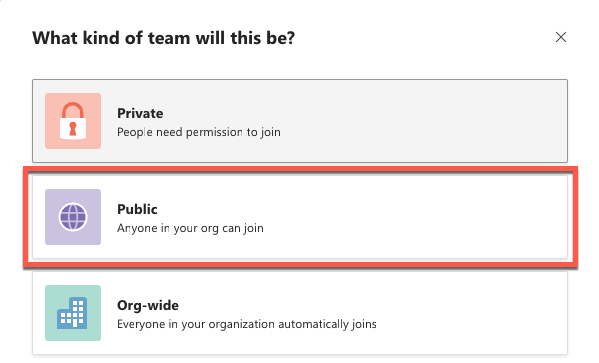 What kind of team will this be?
Private
People need permission to join
Public
Anyone in your org can join
Org-wide
Everyone in your organization automatically joins